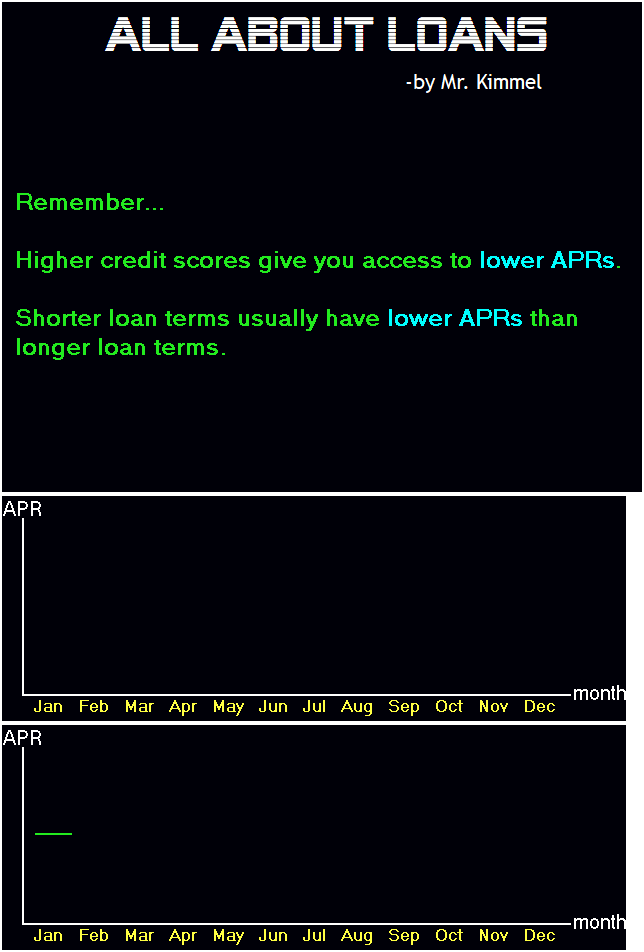 ALL ABOUT LOANS
-by Mr. Kimmel
Remember...
Higher credit scores give you access to lower APRs.
Shorter loan terms usually have lower APRs than
longer loan terms.
APR
month
Jan Feb Mar Apr May Jun Jul Aug Sep Oct Nov Dec
APR
month
Jan Feb Mar Apr May Jun Jul Aug Sep Oct Nov Dec